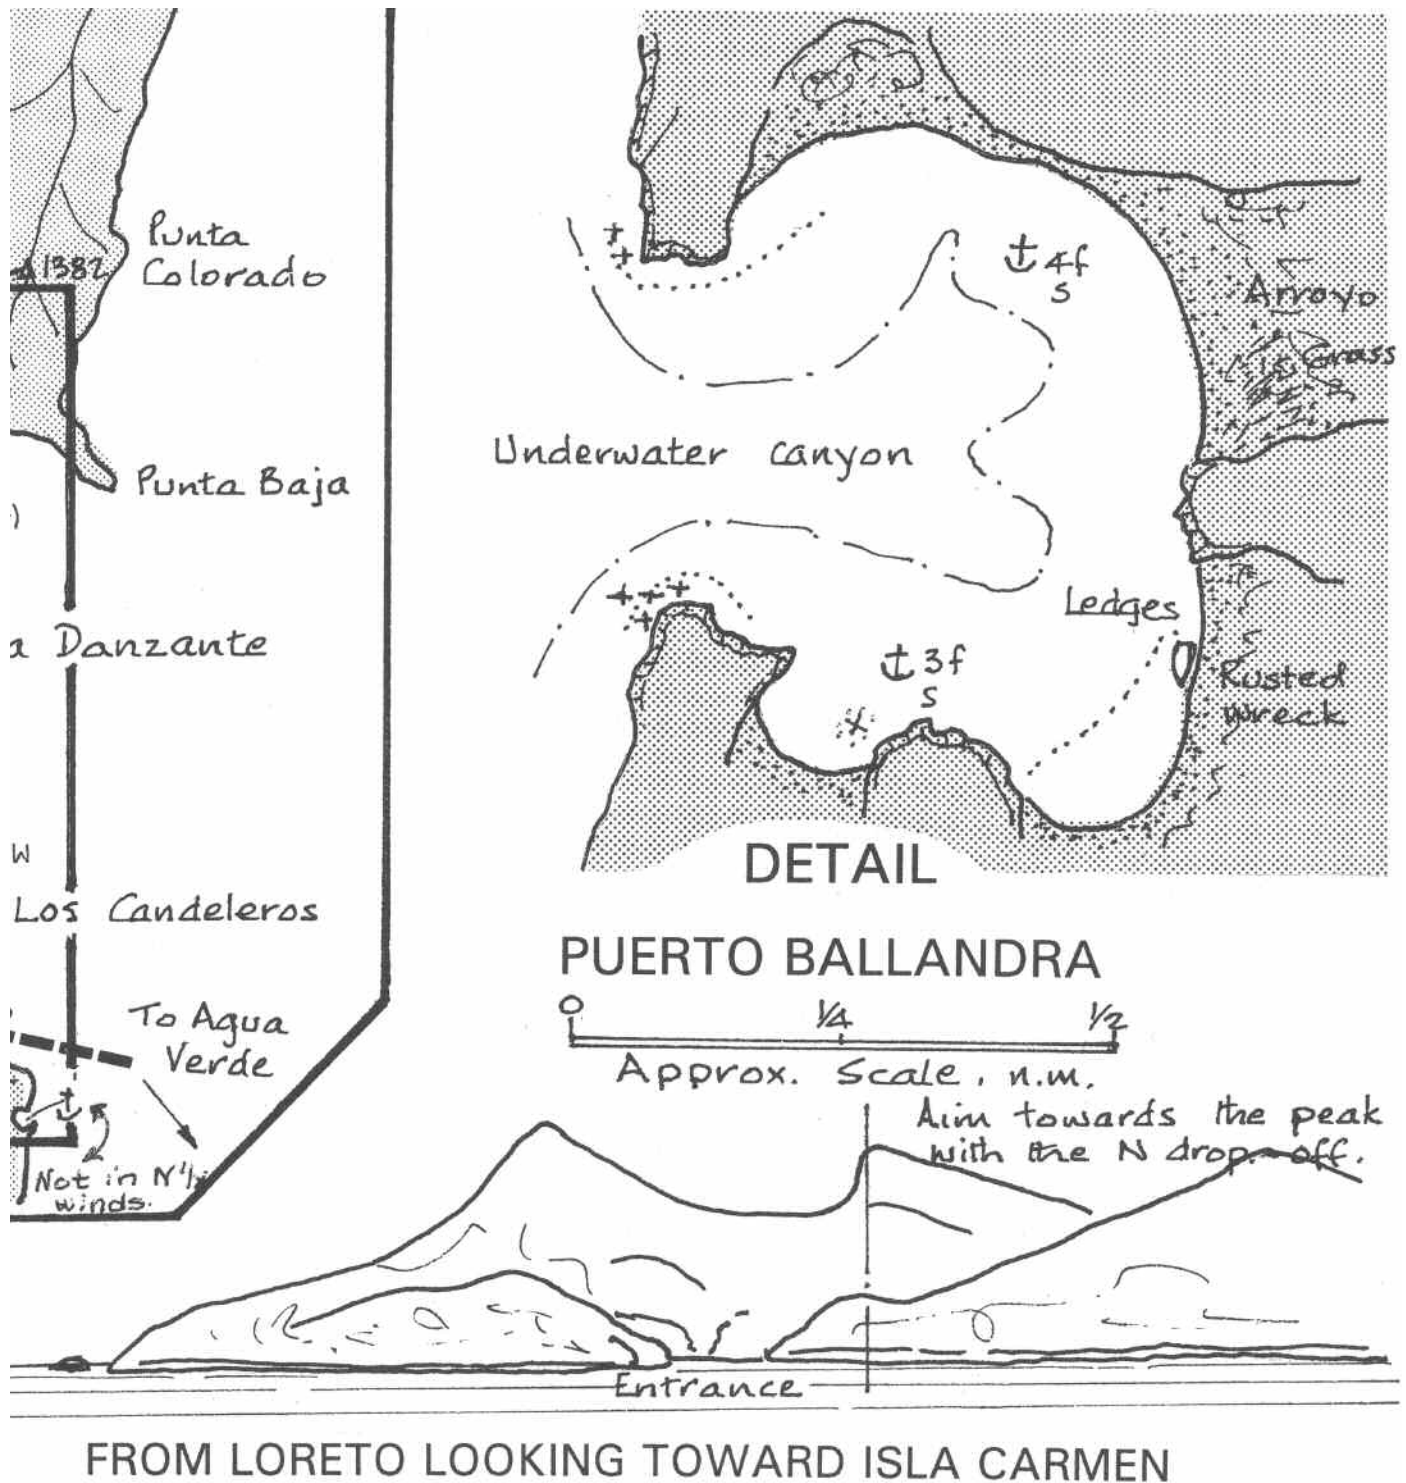 Punta
Colorado
1382
Punta Baja
)
a Danzante
W
Los Candeleros
To Agua
Verde
Not in N'ly
winds.
4f
S
Arroyo
Grass
Underwater canyon
Ledges
3f
S
Rusted
wreck
DETAIL
PUERTO BALLANDRA
0 1/4 1/2
Approx. Scale, n.m.
Aim towards the peak
with the N drop-off.
Entrance
FROM LORETO LOOKING TOWARD ISLA CARMEN